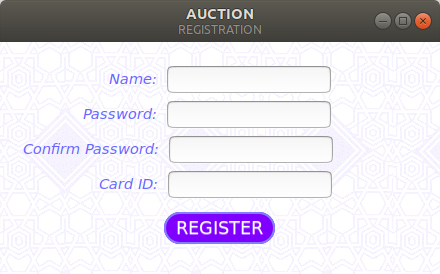 AUCTION
REGISTRATION
Name:
Password:
Confirm Password:
Card ID:
REGISTER